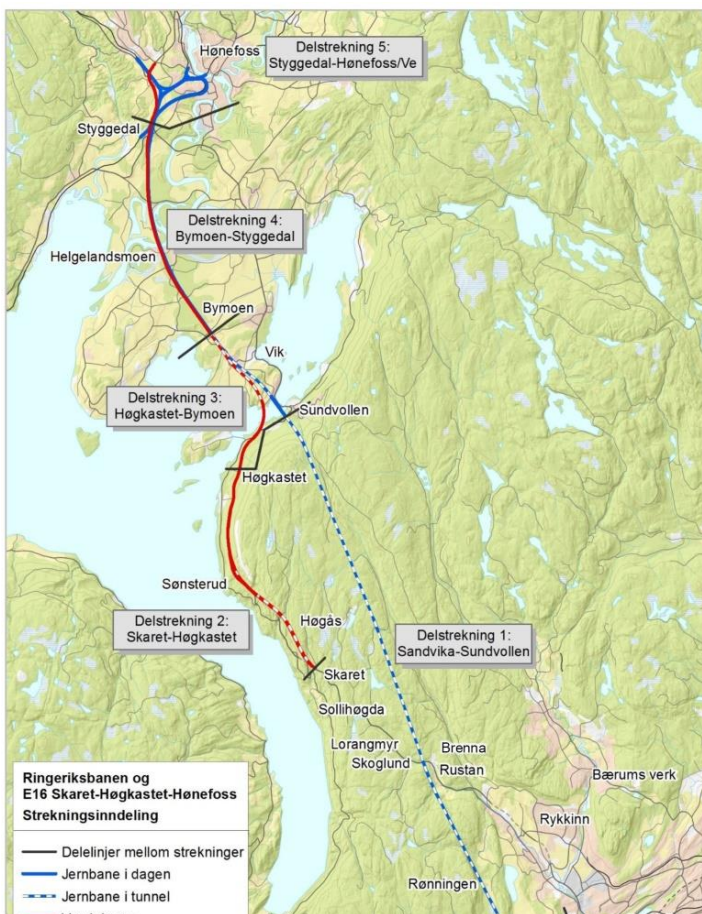 Hønefoss
Delstrekning 5:
Styggedal-Hønefoss/Ve
Styggedal
Delstrekning 4:
Bymoen-Styggedal
Helgelandsmoen
Bymoen
Vik
Delstrekning 3:
Høgkastet-Bymoen
Sundvollen
Høgkastet
Sønsterud
Delstrekning 2:
Skaret-Høgkastet
Høgås
Delstrekning 1:
Sandvika-Sundvollen
Skaret
Sollihøgda
Lorangmyr
Skoglund
Brenna
Rustan
Bærums verk
Rykkinn
Rønningen
Ringeriksbanen og
E16 Skaret-Høgkastet-Hønefoss
Strekningsinndeling
Delelinjer mellom strekninger
Jernbane i dagen
Jernbane i tunnel